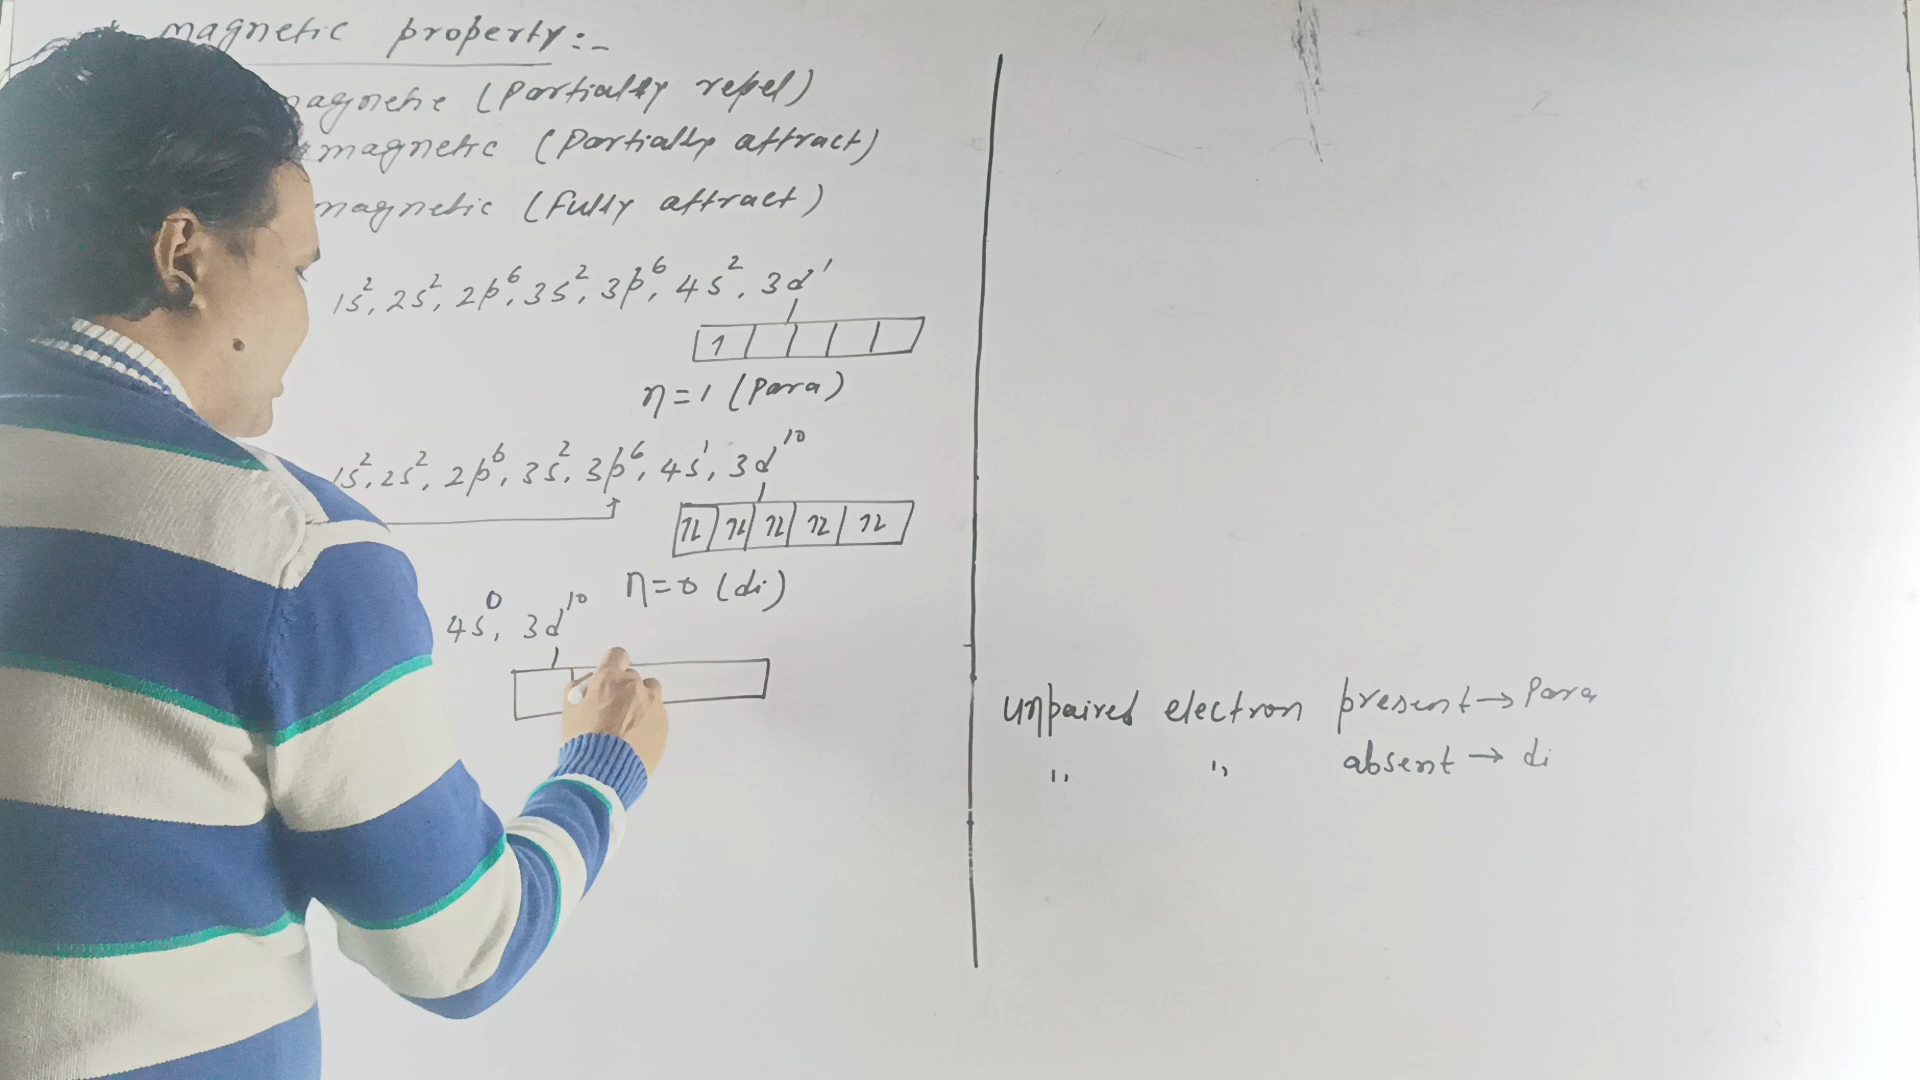 magnetic property:-
magnetic (Partially repel)
magnetic (Partially attract)
magnetic (fully attract)
1s², 2s², 2p⁶, 3s², 3p⁶, 4s², 3d¹
1
n=1 (Para)
1s², 2s², 2p⁶, 3s², 3p⁶, 4s¹, 3d¹⁰
1l 1l 1l 1l 1l
n=0 (di)
4s⁰, 3d¹⁰
unpaired electron present → Para
" " absent → di